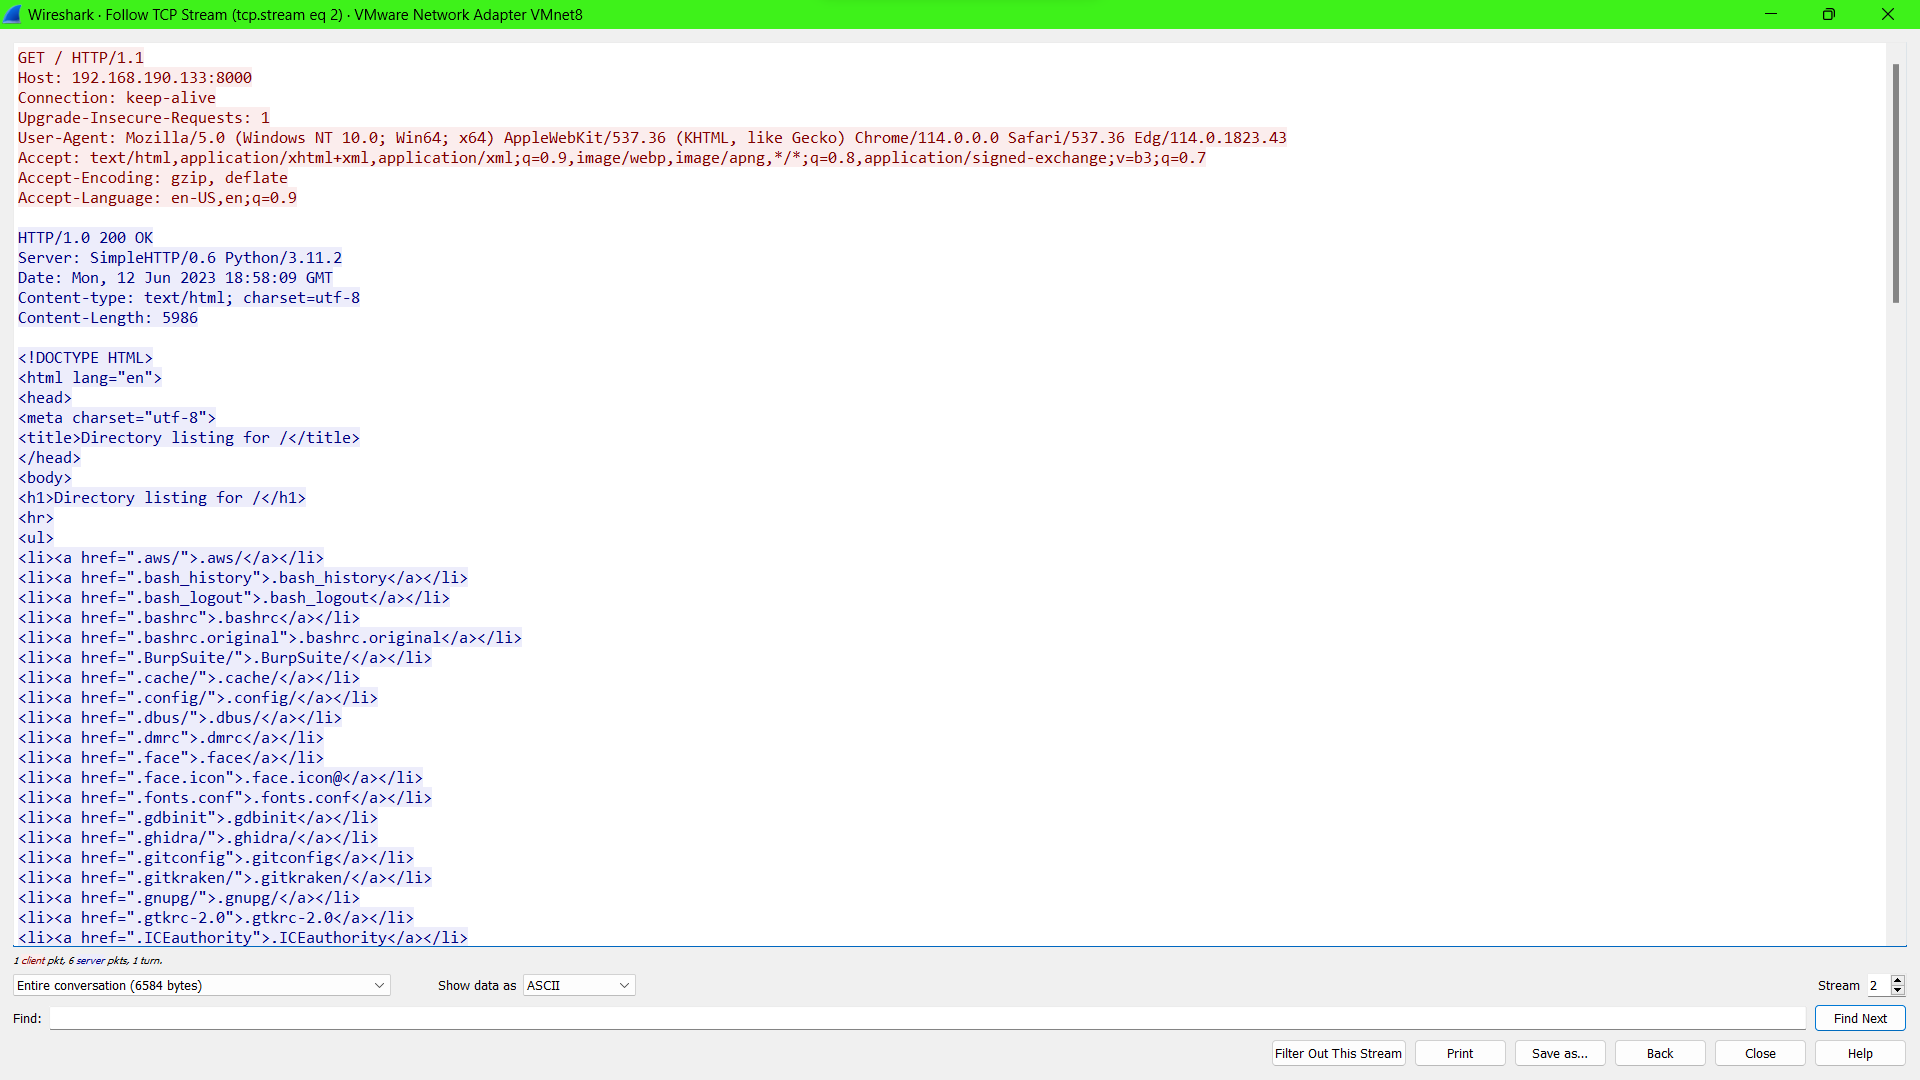 Wireshark · Follow TCP Stream (tcp.stream eq 2) · VMware Network Adapter VMnet8
GET / HTTP/1.1
Host: 192.168.190.133:8000
Connection: keep-alive
Upgrade-Insecure-Requests: 1
User-Agent: Mozilla/5.0 (Windows NT 10.0; Win64; x64) AppleWebKit/537.36 (KHTML, like Gecko) Chrome/114.0.0.0 Safari/537.36 Edg/114.0.1823.43
Accept: text/html,application/xhtml+xml,application/xml;q=0.9,image/webp,image/apng,*/*;q=0.8,application/signed-exchange;v=b3;q=0.7
Accept-Encoding: gzip, deflate
Accept-Language: en-US,en;q=0.9
HTTP/1.0 200 OK
Server: SimpleHTTP/0.6 Python/3.11.2
Date: Mon, 12 Jun 2023 18:58:09 GMT
Content-type: text/html; charset=utf-8
Content-Length: 5986
<!DOCTYPE HTML>
<html lang="en">
<head>
<meta charset="utf-8">
<title>Directory listing for /</title>
</head>
<body>
<h1>Directory listing for /</h1>
<hr>
<ul>
<li><a href=".aws/">.aws/</a></li>
<li><a href=".bash_history">.bash_history</a></li>
<li><a href=".bash_logout">.bash_logout</a></li>
<li><a href=".bashrc">.bashrc</a></li>
<li><a href=".bashrc.original">.bashrc.original</a></li>
<li><a href=".BurpSuite/">.BurpSuite/</a></li>
<li><a href=".cache/">.cache/</a></li>
<li><a href=".config/">.config/</a></li>
<li><a href=".dbus/">.dbus/</a></li>
<li><a href=".dmrc">.dmrc</a></li>
<li><a href=".face">.face</a></li>
<li><a href=".face.icon">.face.icon@</a></li>
<li><a href=".fonts.conf">.fonts.conf</a></li>
<li><a href=".gdbinit">.gdbinit</a></li>
<li><a href=".ghidra/">.ghidra/</a></li>
<li><a href=".gitconfig">.gitconfig</a></li>
<li><a href=".gitkraken/">.gitkraken/</a></li>
<li><a href=".gnupg/">.gnupg/</a></li>
<li><a href=".gtkrc-2.0">.gtkrc-2.0</a></li>
<li><a href=".ICEauthority">.ICEauthority</a></li>
1 client pkt, 6 server pkts, 1 turn.
Entire conversation (6584 bytes) Show data as ASCII Stream 2
Find: Find Next
Filter Out This Stream Print Save as... Back Close Help